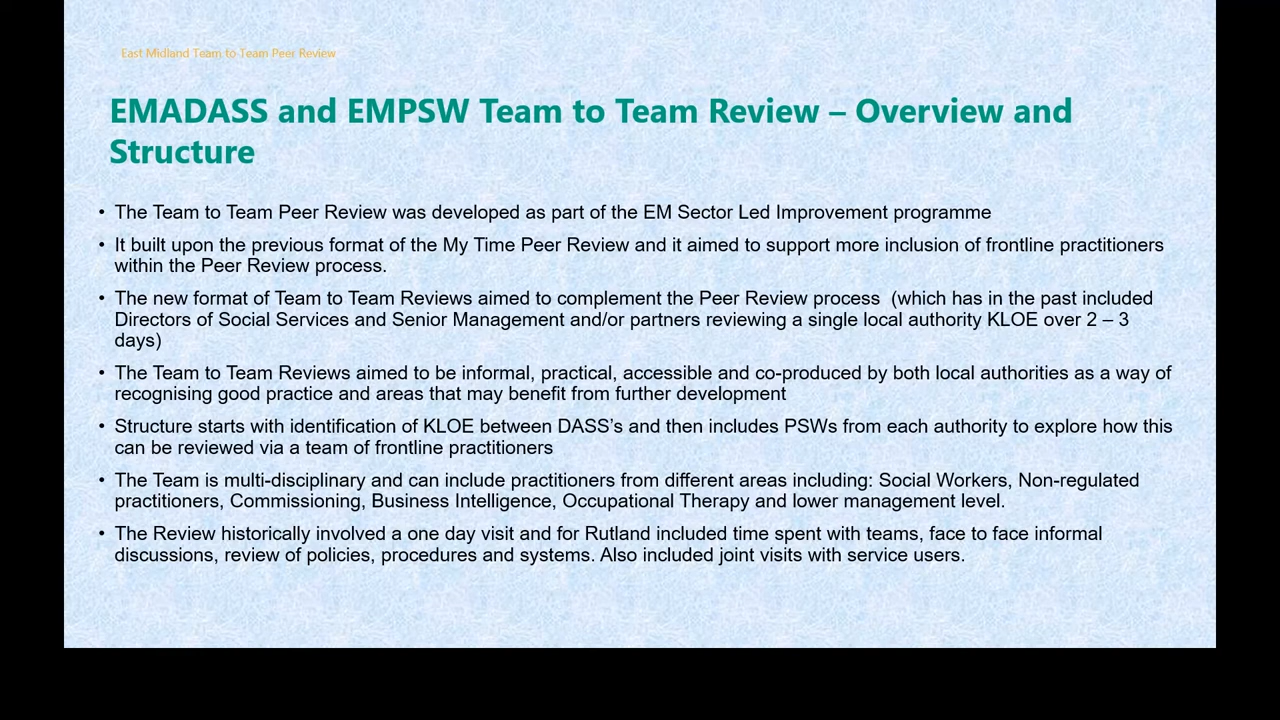 East Midland Team to Team Peer Review
EMADASS and EMPSW Team to Team Review – Overview and
Structure
• The Team to Team Peer Review was developed as part of the EM Sector Led Improvement programme
• It built upon the previous format of the My Time Peer Review and it aimed to support more inclusion of frontline practitioners
within the Peer Review process.
• The new format of Team to Team Reviews aimed to complement the Peer Review process  (which has in the past included
Directors of Social Services and Senior Management and/or partners reviewing a single local authority KLOE over 2 – 3
days)
• The Team to Team Reviews aimed to be informal, practical, accessible and co-produced by both local authorities as a way of
recognising good practice and areas that may benefit from further development
• Structure starts with identification of KLOE between DASS’s and then includes PSWs from each authority to explore how this
can be reviewed via a team of frontline practitioners
• The Team is multi-disciplinary and can include practitioners from different areas including: Social Workers, Non-regulated
practitioners, Commissioning, Business Intelligence, Occupational Therapy and lower management level.
• The Review historically involved a one day visit and for Rutland included time spent with teams, face to face informal
discussions, review of policies, procedures and systems. Also included joint visits with service users.